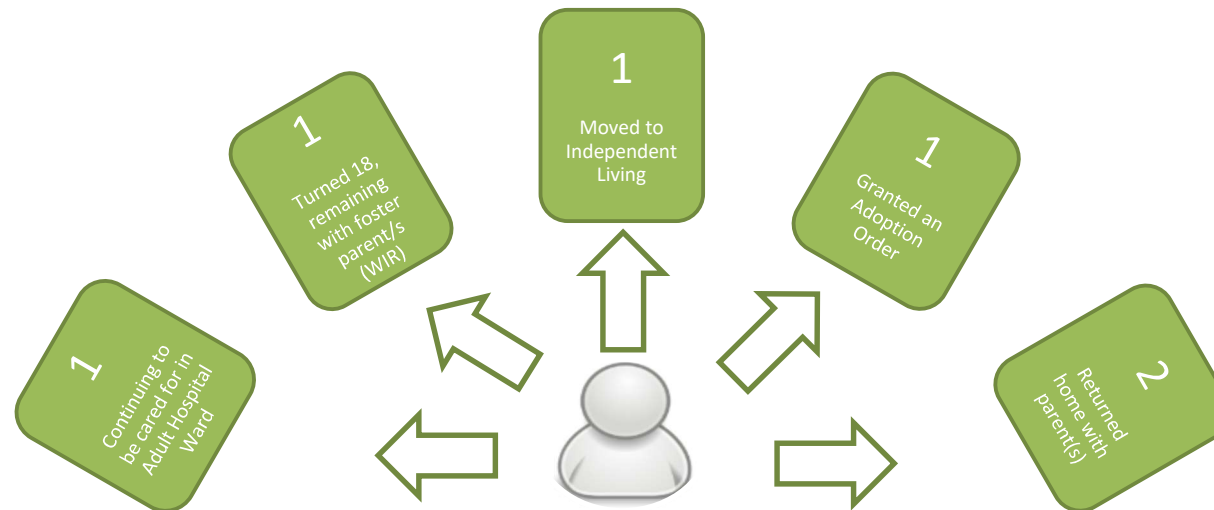 1
Continuing to
be cared for in
Adult Hospital
Ward
1
Turned 18,
remaining
with foster
parent/s
(WIR)
1
Moved to
Independent
Living
1
Granted an
Adoption
Order
2
Returned
home with
parent(s)